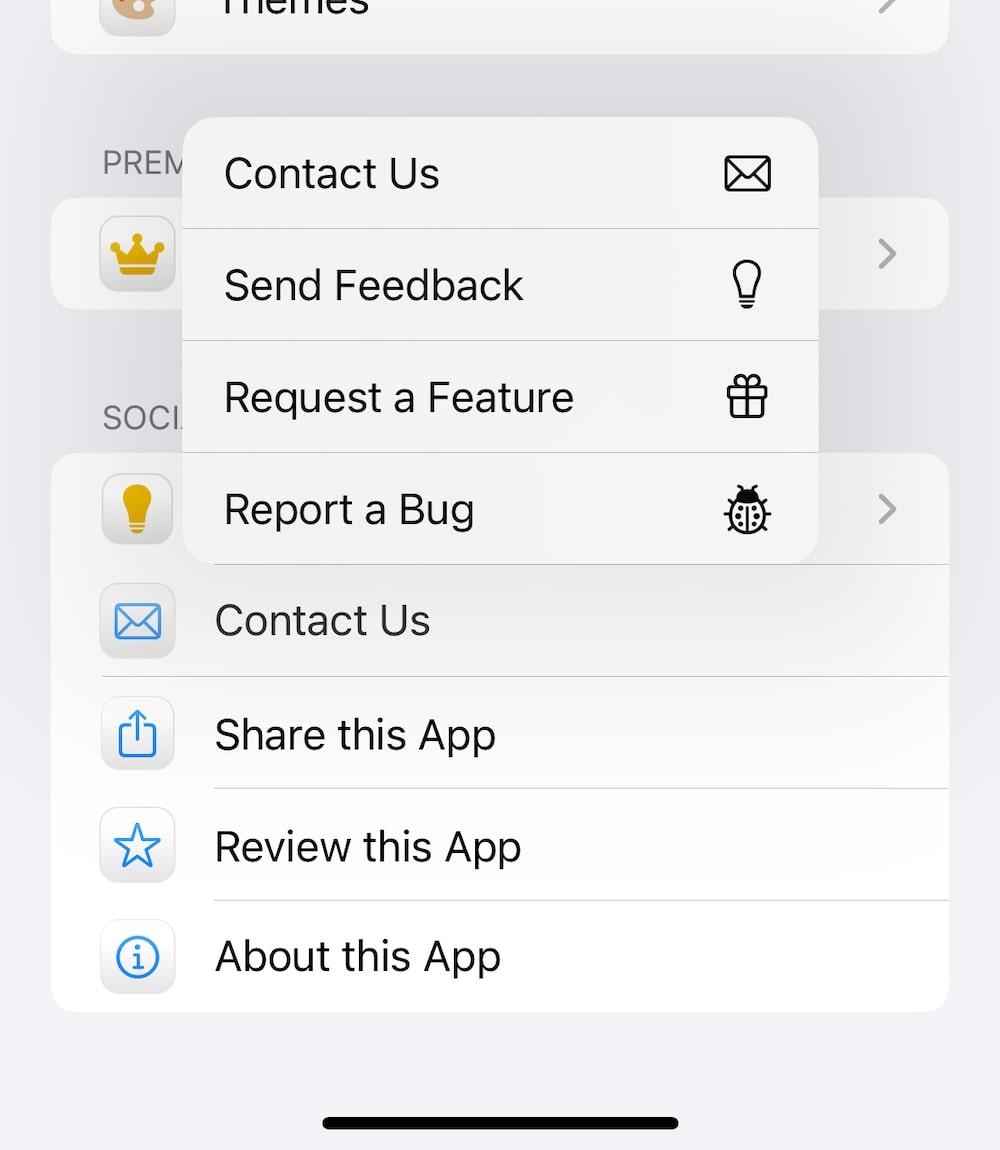 Themes
PREM
Contact Us
Send Feedback
Request a Feature
SOCI
Report a Bug
Contact Us
Share this App
Review this App
About this App